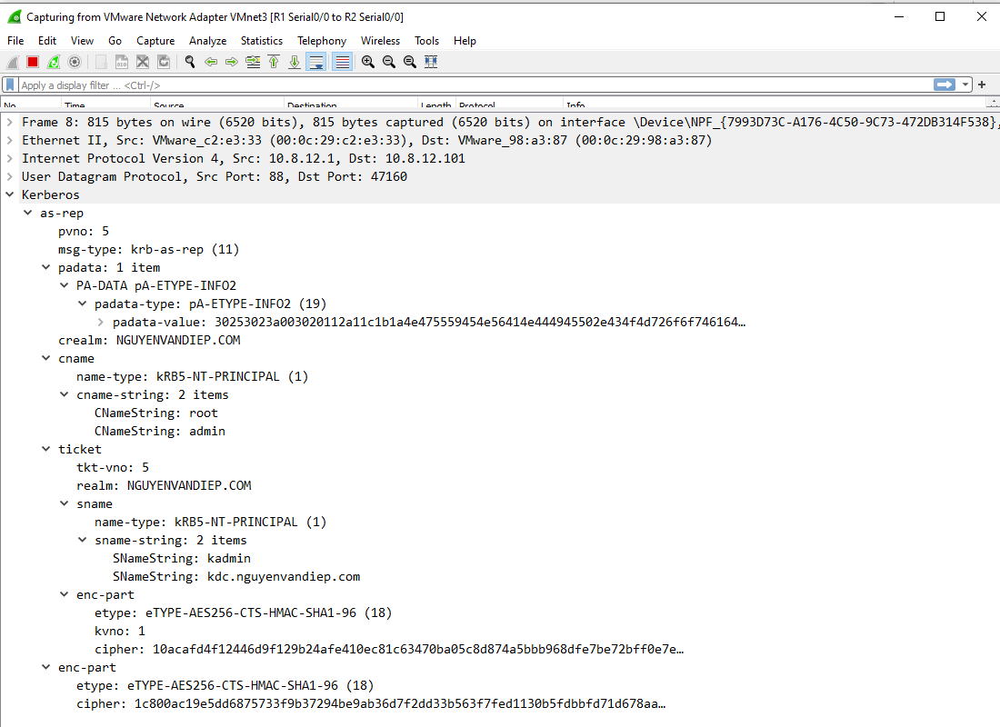 Capturing from VMware Network Adapter VMnet3 [R1 Serial0/0 to R2 Serial0/0]
File Edit View Go Capture Analyze Statistics Telephony Wireless Tools Help
Apply a display filter ... <Ctrl-/>
No. Time Source Destination Length Protocol Info
Frame 8: 815 bytes on wire (6520 bits), 815 bytes captured (6520 bits) on interface \Device\NPF_{7993D73C-A176-4C50-9C73-472DB314F538},
Ethernet II, Src: VMware_c2:e3:33 (00:0c:29:c2:e3:33), Dst: VMware_98:a3:87 (00:0c:29:98:a3:87)
Internet Protocol Version 4, Src: 10.8.12.1, Dst: 10.8.12.101
User Datagram Protocol, Src Port: 88, Dst Port: 47160
Kerberos
as-rep
pvno: 5
msg-type: krb-as-rep (11)
padata: 1 item
PA-DATA pA-ETYPE-INFO2
padata-type: pA-ETYPE-INFO2 (19)
padata-value: 30253023a003020112a11c1b1a4e475559454e56414e444945502e434f4d726f6f746164…
crealm: NGUYENVANDIEP.COM
cname
name-type: kRB5-NT-PRINCIPAL (1)
cname-string: 2 items
CNameString: root
CNameString: admin
ticket
tkt-vno: 5
realm: NGUYENVANDIEP.COM
sname
name-type: kRB5-NT-PRINCIPAL (1)
sname-string: 2 items
SNameString: kadmin
SNameString: kdc.nguyenvandiep.com
enc-part
etype: eTYPE-AES256-CTS-HMAC-SHA1-96 (18)
kvno: 1
cipher: 10acafd4f12446d9f129b24afe410ec81c63470ba05c8d874a5bbb968dfe7be72bff0e7e…
enc-part
etype: eTYPE-AES256-CTS-HMAC-SHA1-96 (18)
cipher: 1c800ac19e5dd6875733f9b37294be9ab36d7f2dd33b563f7fed1130b5fdbbfd71d678aa…